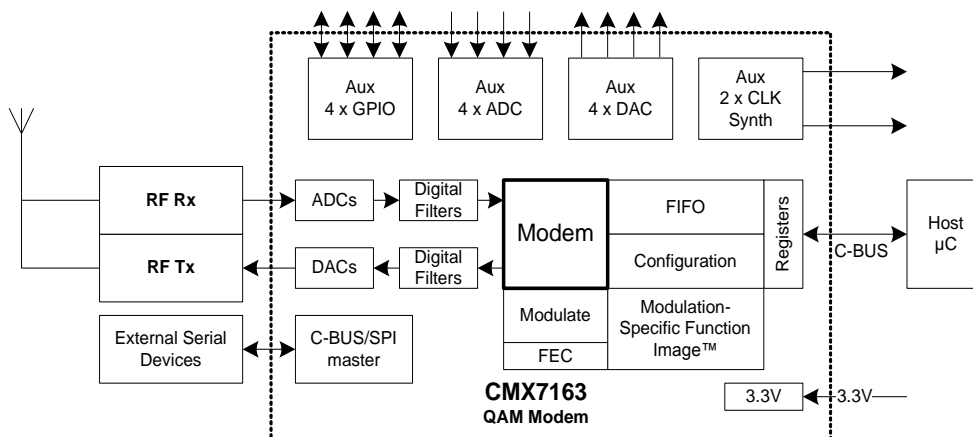 Aux
4 x GPIO
Aux
4 x ADC
Aux
4 x DAC
Aux
2 x CLK
Synth
RF Rx
ADCs
Digital
Filters
Modem
FIFO
Registers
C-BUS
Host
µC
RF Tx
DACs
Digital
Filters
Configuration
External Serial
Devices
C-BUS/SPI
master
Modulate
FEC
Modulation-
Specific Function
Image™
CMX7163
QAM Modem
3.3V
3.3V